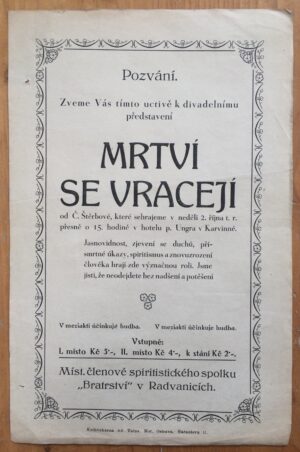 Pozvání.
Zveme Vás tímto uctivě k divadelnímu
představení
MRTVÍ
SE VRACEJÍ
od Č. Štěrbové, které sehrajeme v neděli 2. října t. r.
přesně o 15. hodině v hotelu p. Ungra v Karvinné.
Jasnovidnost, zjevení se duchů, pří-
smrtné úkazy, spiritismus a znovuzrození
člověka hrají zde význačnou roli. Jsme
jisti, že neodejdete bez nadšení a potěšení
V meziaktí účinkuje hudba. V meziaktí účinkuje hudba.
Vstupné:
I. místo Kč 5·-, II. místo Kč 4·-, k stání Kč 2·-.
Míst. členové spiritistického spolku
„Bratrství" v Radvanicích.
Knihtiskárna